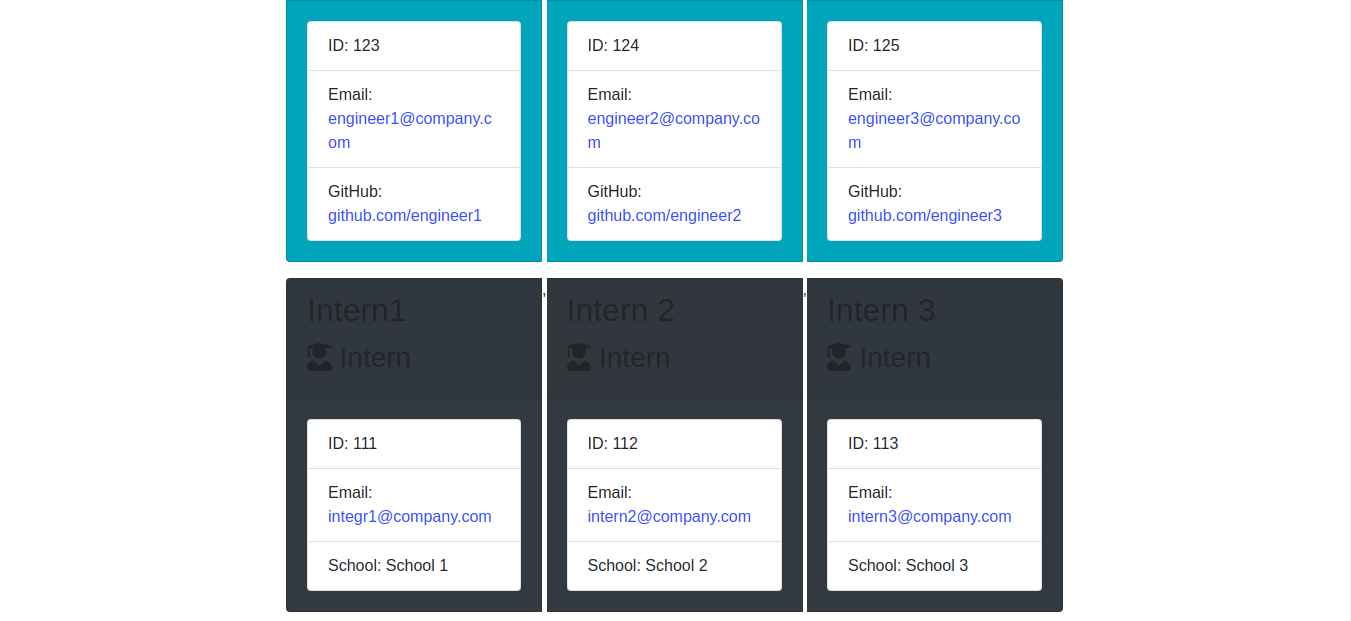 ID: 123
Email:
engineer1@company.c
om
GitHub:
github.com/engineer1
ID: 124
Email:
engineer2@company.co
m
GitHub:
github.com/engineer2
ID: 125
Email:
engineer3@company.co
m
GitHub:
github.com/engineer3
Intern1
Intern
ID: 111
Email:
integr1@company.com
School: School 1
,
Intern 2
Intern
ID: 112
Email:
intern2@company.com
School: School 2
,
Intern 3
Intern
ID: 113
Email:
intern3@company.com
School: School 3